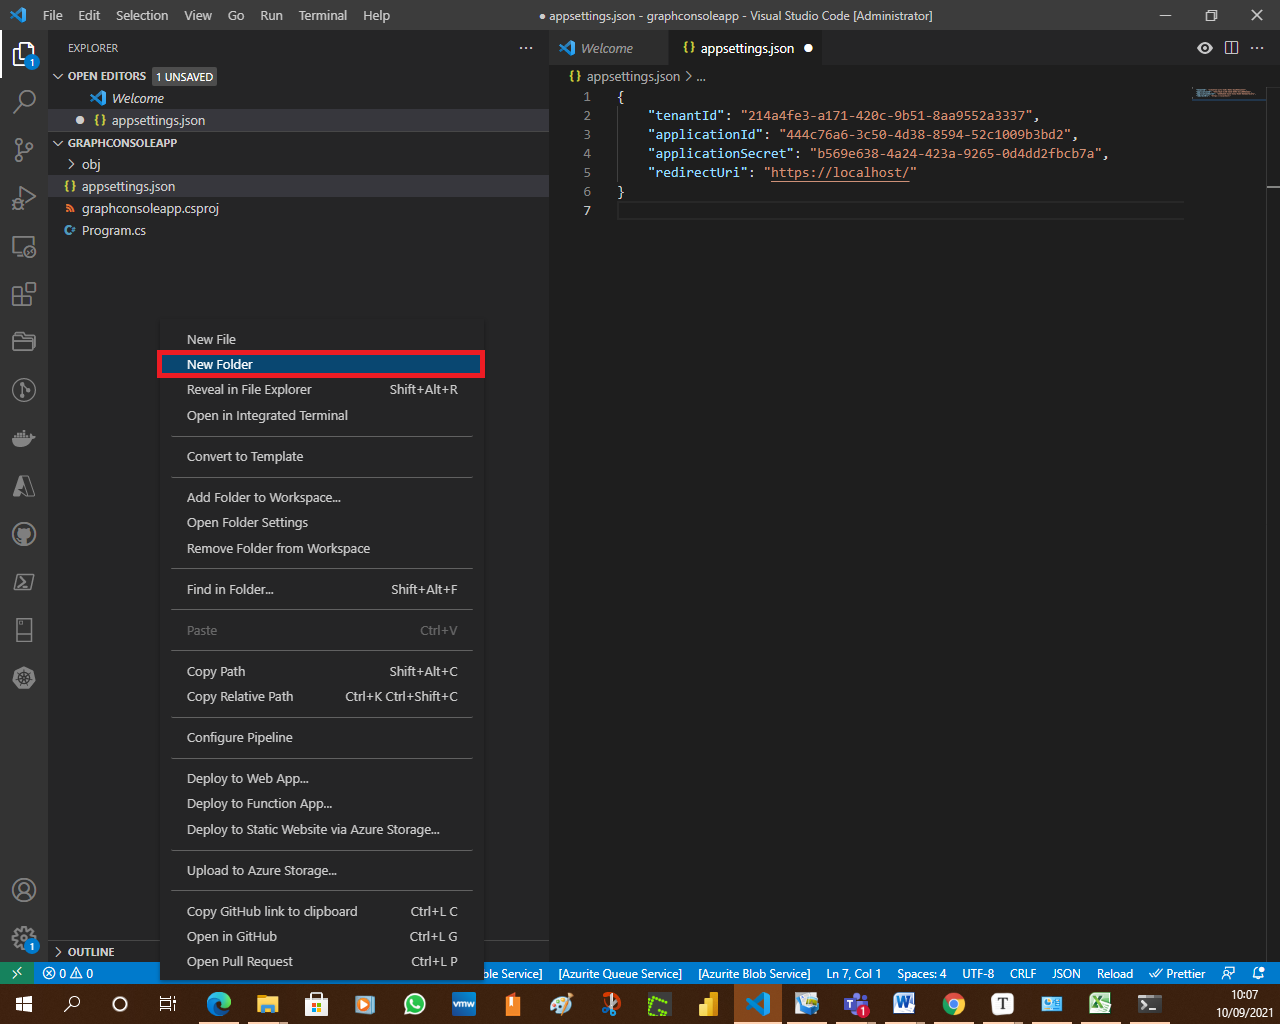 File Edit Selection View Go Run Terminal Help
● appsettings.json - graphconsoleapp - Visual Studio Code [Administrator]
EXPLORER
OPEN EDITORS 1 UNSAVED
Welcome
● {} appsettings.json
GRAPHCONSOLEAPP
obj
{} appsettings.json
graphconsoleapp.csproj
C# Program.cs
Welcome
{} appsettings.json ●
{} appsettings.json > ...
1 {
2 "tenantId": "214a4fe3-a171-420c-9b51-8aa9552a3337",
3 "applicationId": "444c76a6-3c50-4d38-8594-52c1009b3bd2",
4 "applicationSecret": "b569e638-4a24-423a-9265-0d4dd2fbcb7a",
5 "redirectUri": "https://localhost/"
6 }
7
New File
New Folder
Reveal in File Explorer Shift+Alt+R
Open in Integrated Terminal
Convert to Template
Add Folder to Workspace...
Open Folder Settings
Remove Folder from Workspace
Find in Folder... Shift+Alt+F
Paste Ctrl+V
Copy Path Shift+Alt+C
Copy Relative Path Ctrl+K Ctrl+Shift+C
Configure Pipeline
Deploy to Web App...
Deploy to Function App...
Deploy to Static Website via Azure Storage...
Upload to Azure Storage...
Copy GitHub link to clipboard Ctrl+L C
Open in GitHub Ctrl+L G
Open Pull Request Ctrl+L P
1
1
OUTLINE
0 0
ble Service] [Azurite Queue Service] [Azurite Blob Service] Ln 7, Col 1 Spaces: 4 UTF-8 CRLF JSON Reload Prettier
vmw
1
W
T
10:07
10/09/2021